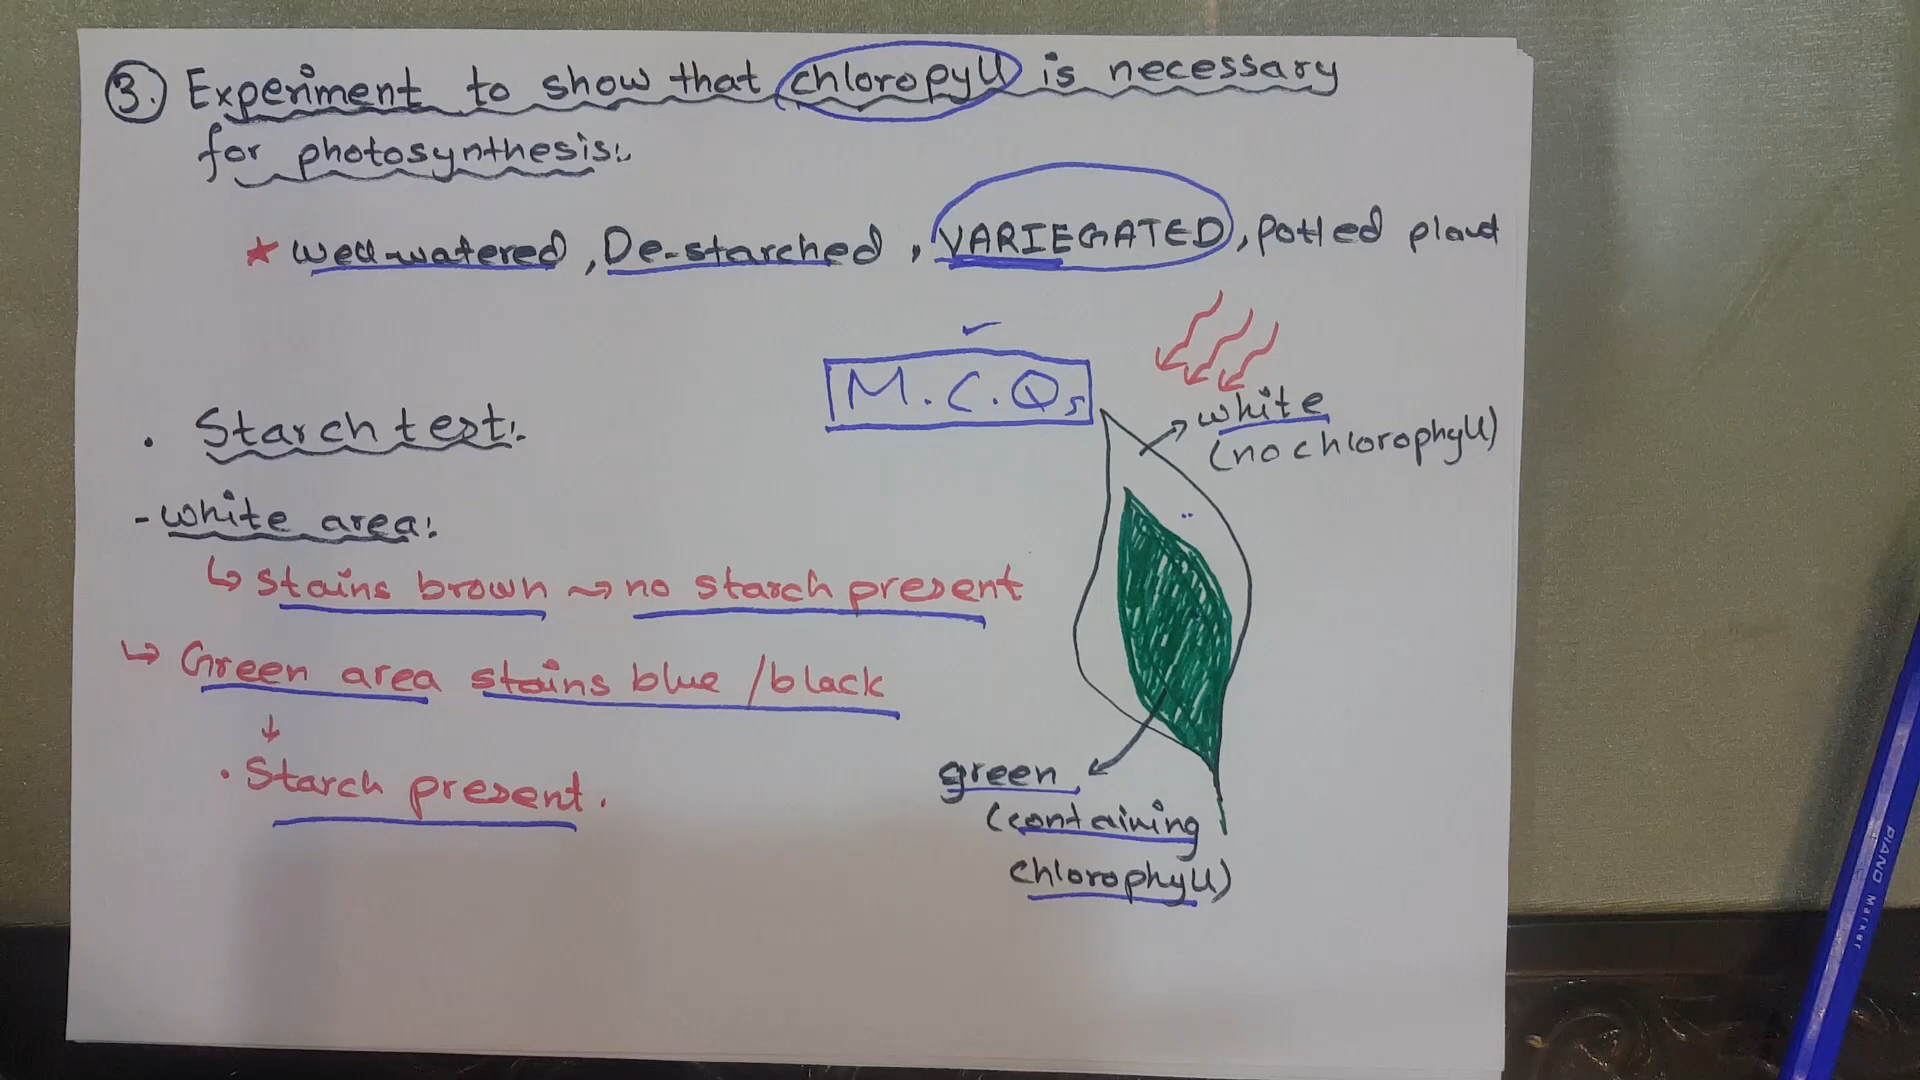 3. Experiment to show that chloropyll is necessary
for photosynthesis:
★ Well-watered, De-starched, VARIEGATED, potted plant
M.C.Qs
white
(no chlorophyll)
• Starch test:
- White area:
↳ stains brown ⇝ no starch present
↳ Green area stains blue/black
↓
• Starch present.
green
(containing
chlorophyll)
PIANO Marker